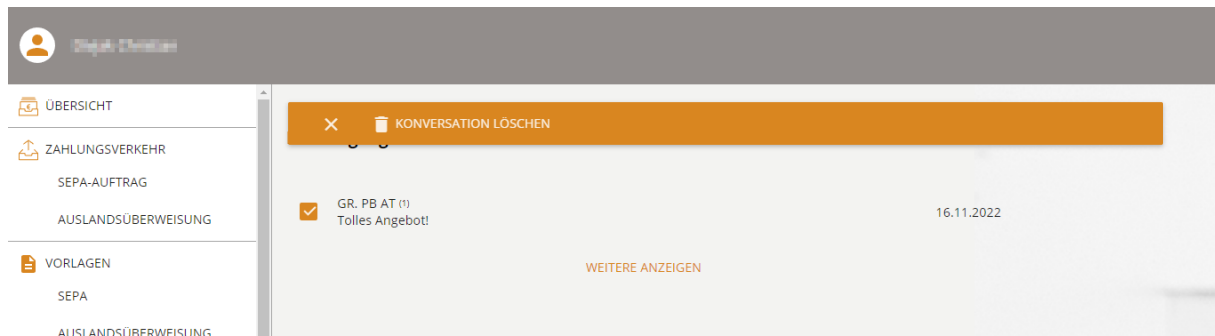 ÜBERSICHT
ZAHLUNGSVERKEHR
SEPA-AUFTRAG
AUSLANDSÜBERWEISUNG
VORLAGEN
SEPA
AUSLANDSÜBERWEISUNG
KONVERSATION LÖSCHEN
GR. PB AT (1)
Tolles Angebot!
16.11.2022
WEITERE ANZEIGEN